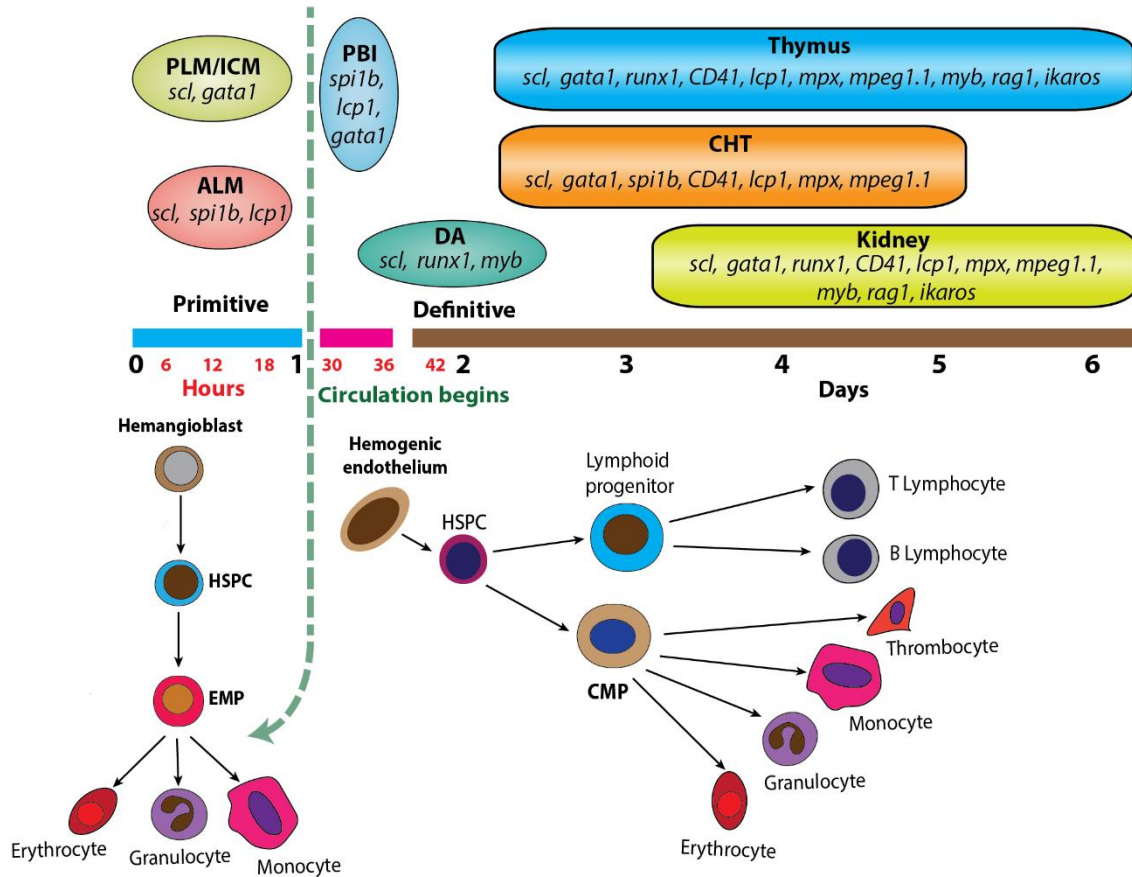 PLM/ICM
scl, gata1
ALM
scl, spi1b, lcp1
PBI
spi1b,
lcp1,
gata1
DA
scl, runx1, myb
Thymus
scl, gata1, runx1, CD41, lcp1, mpx, mpeg1.1, myb, rag1, ikaros
CHT
scl, gata1, spi1b, CD41, lcp1, mpx, mpeg1.1
Kidney
scl, gata1, runx1, CD41, lcp1, mpx, mpeg1.1,
myb, rag1, ikaros
Primitive
Definitive
0 6 12 18 1 30 36 42 2 3 4 5 6
Hours
Circulation begins
Days
Hemangioblast
HSPC
EMP
Erythrocyte
Granulocyte
Monocyte
Hemogenic
endothelium
HSPC
Lymphoid
progenitor
CMP
T Lymphocyte
B Lymphocyte
Thrombocyte
Monocyte
Granulocyte
Erythrocyte